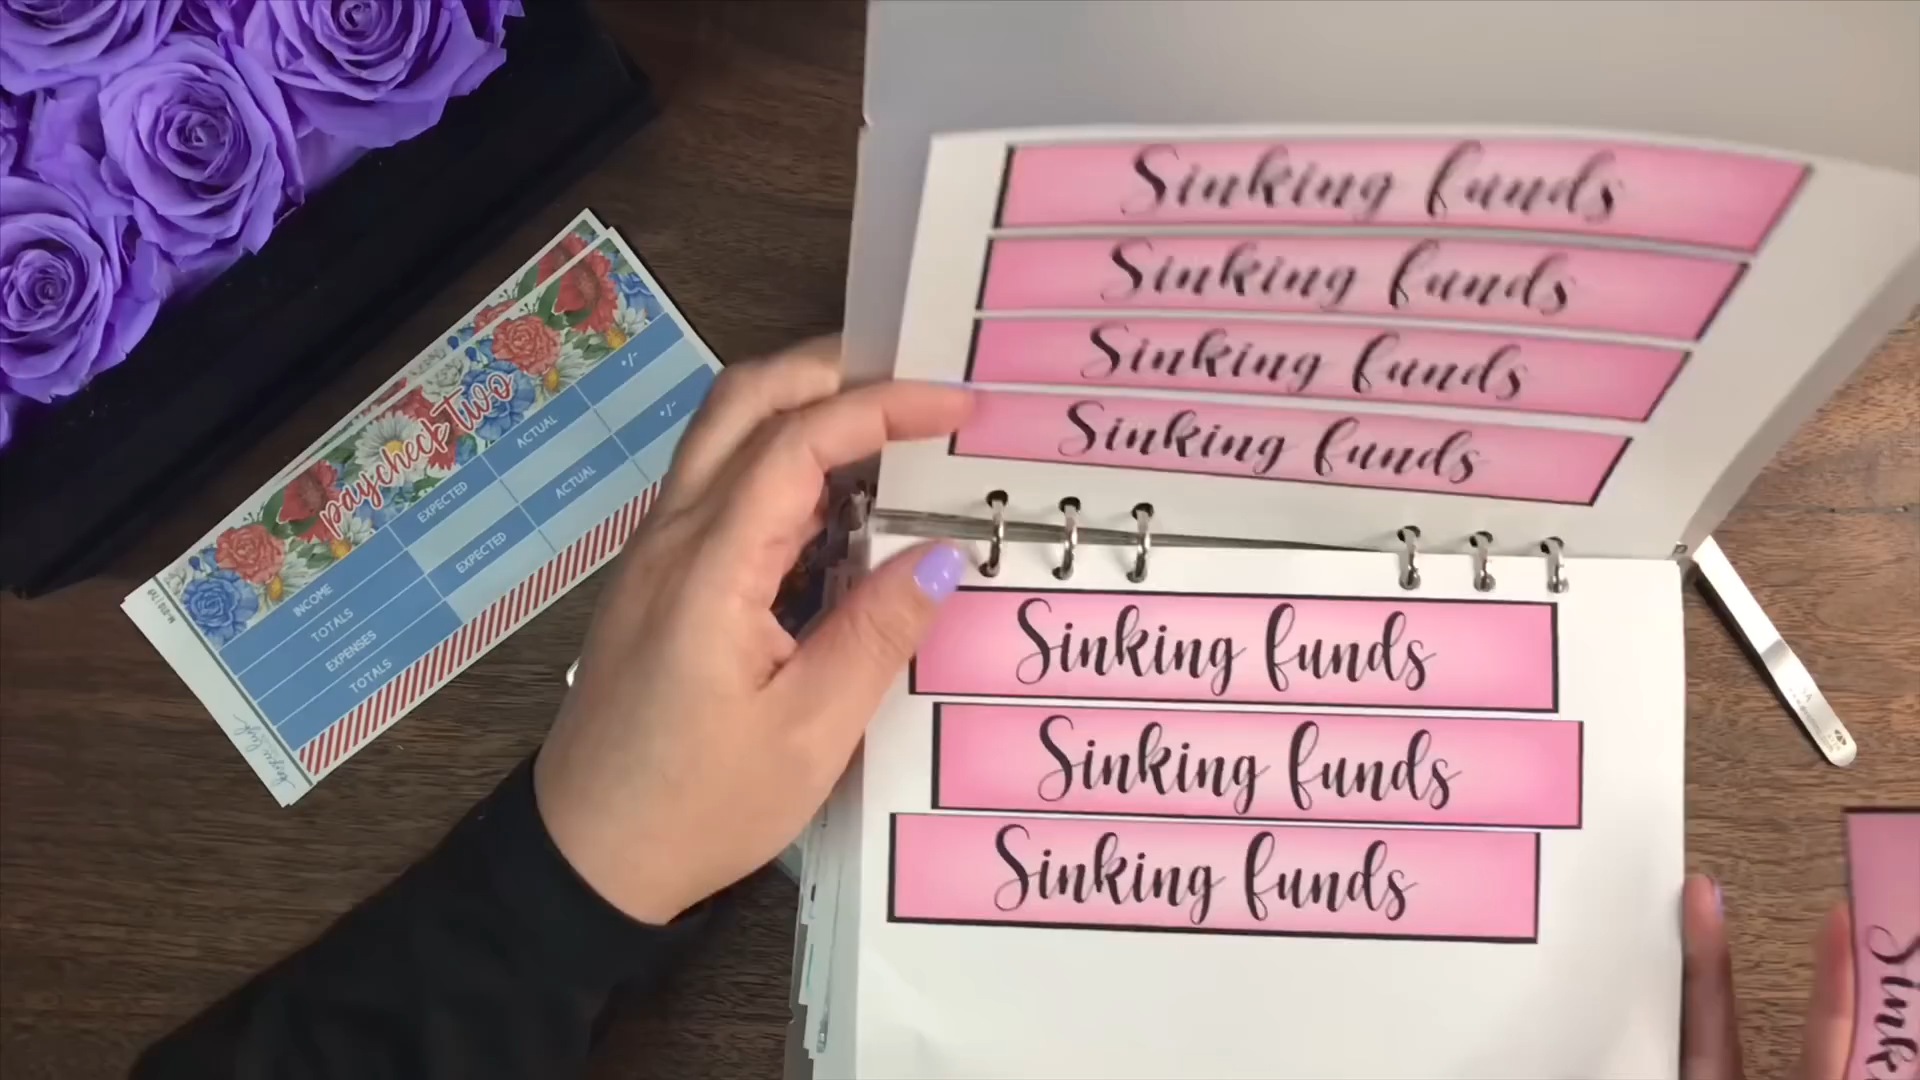 Sinking funds
Sinking funds
Sinking funds
Sinking funds
Sinking funds
Sinking funds
Sinking funds
paycheck two
INCOME EXPECTED ACTUAL +/-
TOTALS
EXPENSES EXPECTED ACTUAL +/-
TOTALS
Sink